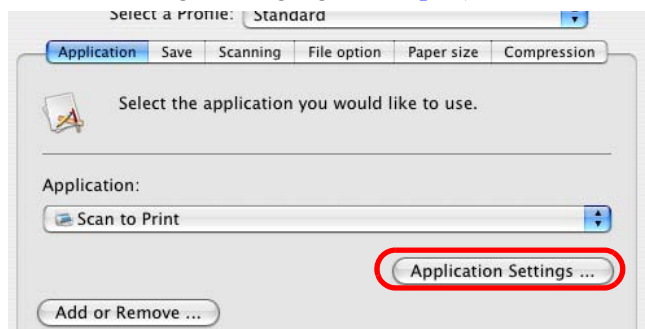 Select a Profile: Standard
Application Save Scanning File option Paper size Compression
Select the application you would like to use.
Application:
Scan to Print
Application Settings ...
Add or Remove ...